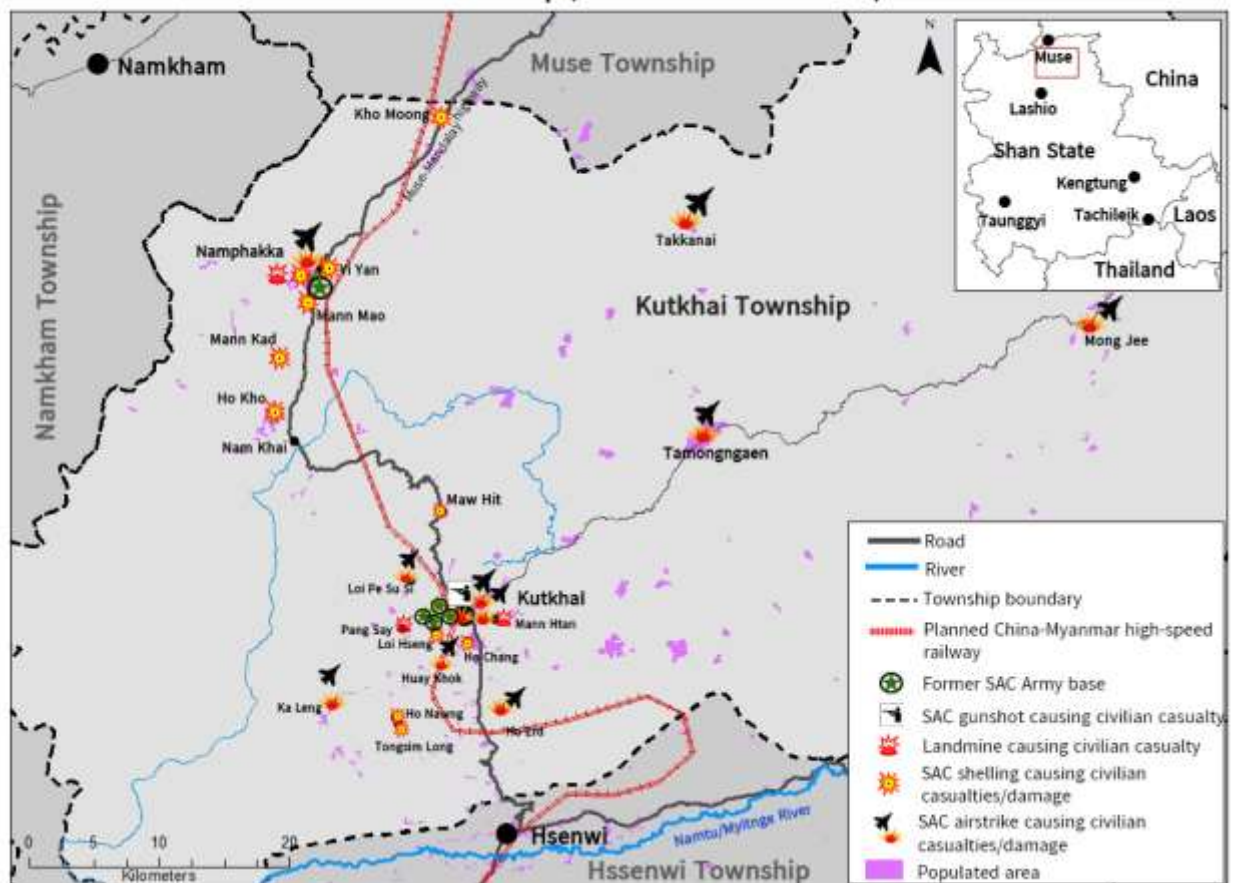 N
Namkham
Muse Township
Muse
China
Kho Moong
Muse-Mandalay highway
Lashio
Shan State
Kengtung
Taunggyi
Tachileik
Laos
Thailand
Takkanai
Namphakka
Yi Yan
Namkham Township
Kutkhai Township
Mann Mao
Mong Jee
Mann Kad
Ho Kho
Nam Khai
Tamongngaen
Maw Hit
Road
River
Loi Pe Su Si
Kutkhai
Township boundary
Pang Say
Mann Htan
Planned China-Myanmar high-speed
railway
Loi Hseng
Ho Chang
Huay Khok
Former SAC Army base
Ka Leng
Ho Nawng
SAC gunshot causing civilian casualty
Tongsim Long
Landmine causing civilian casualty
SAC shelling causing civilian
casualties/damage
SAC airstrike causing civilian
casualties/damage
Hsenwi
Namtu/Myitnge River
0 5 10 20
Kilometers
Hssenwi Township
Populated area